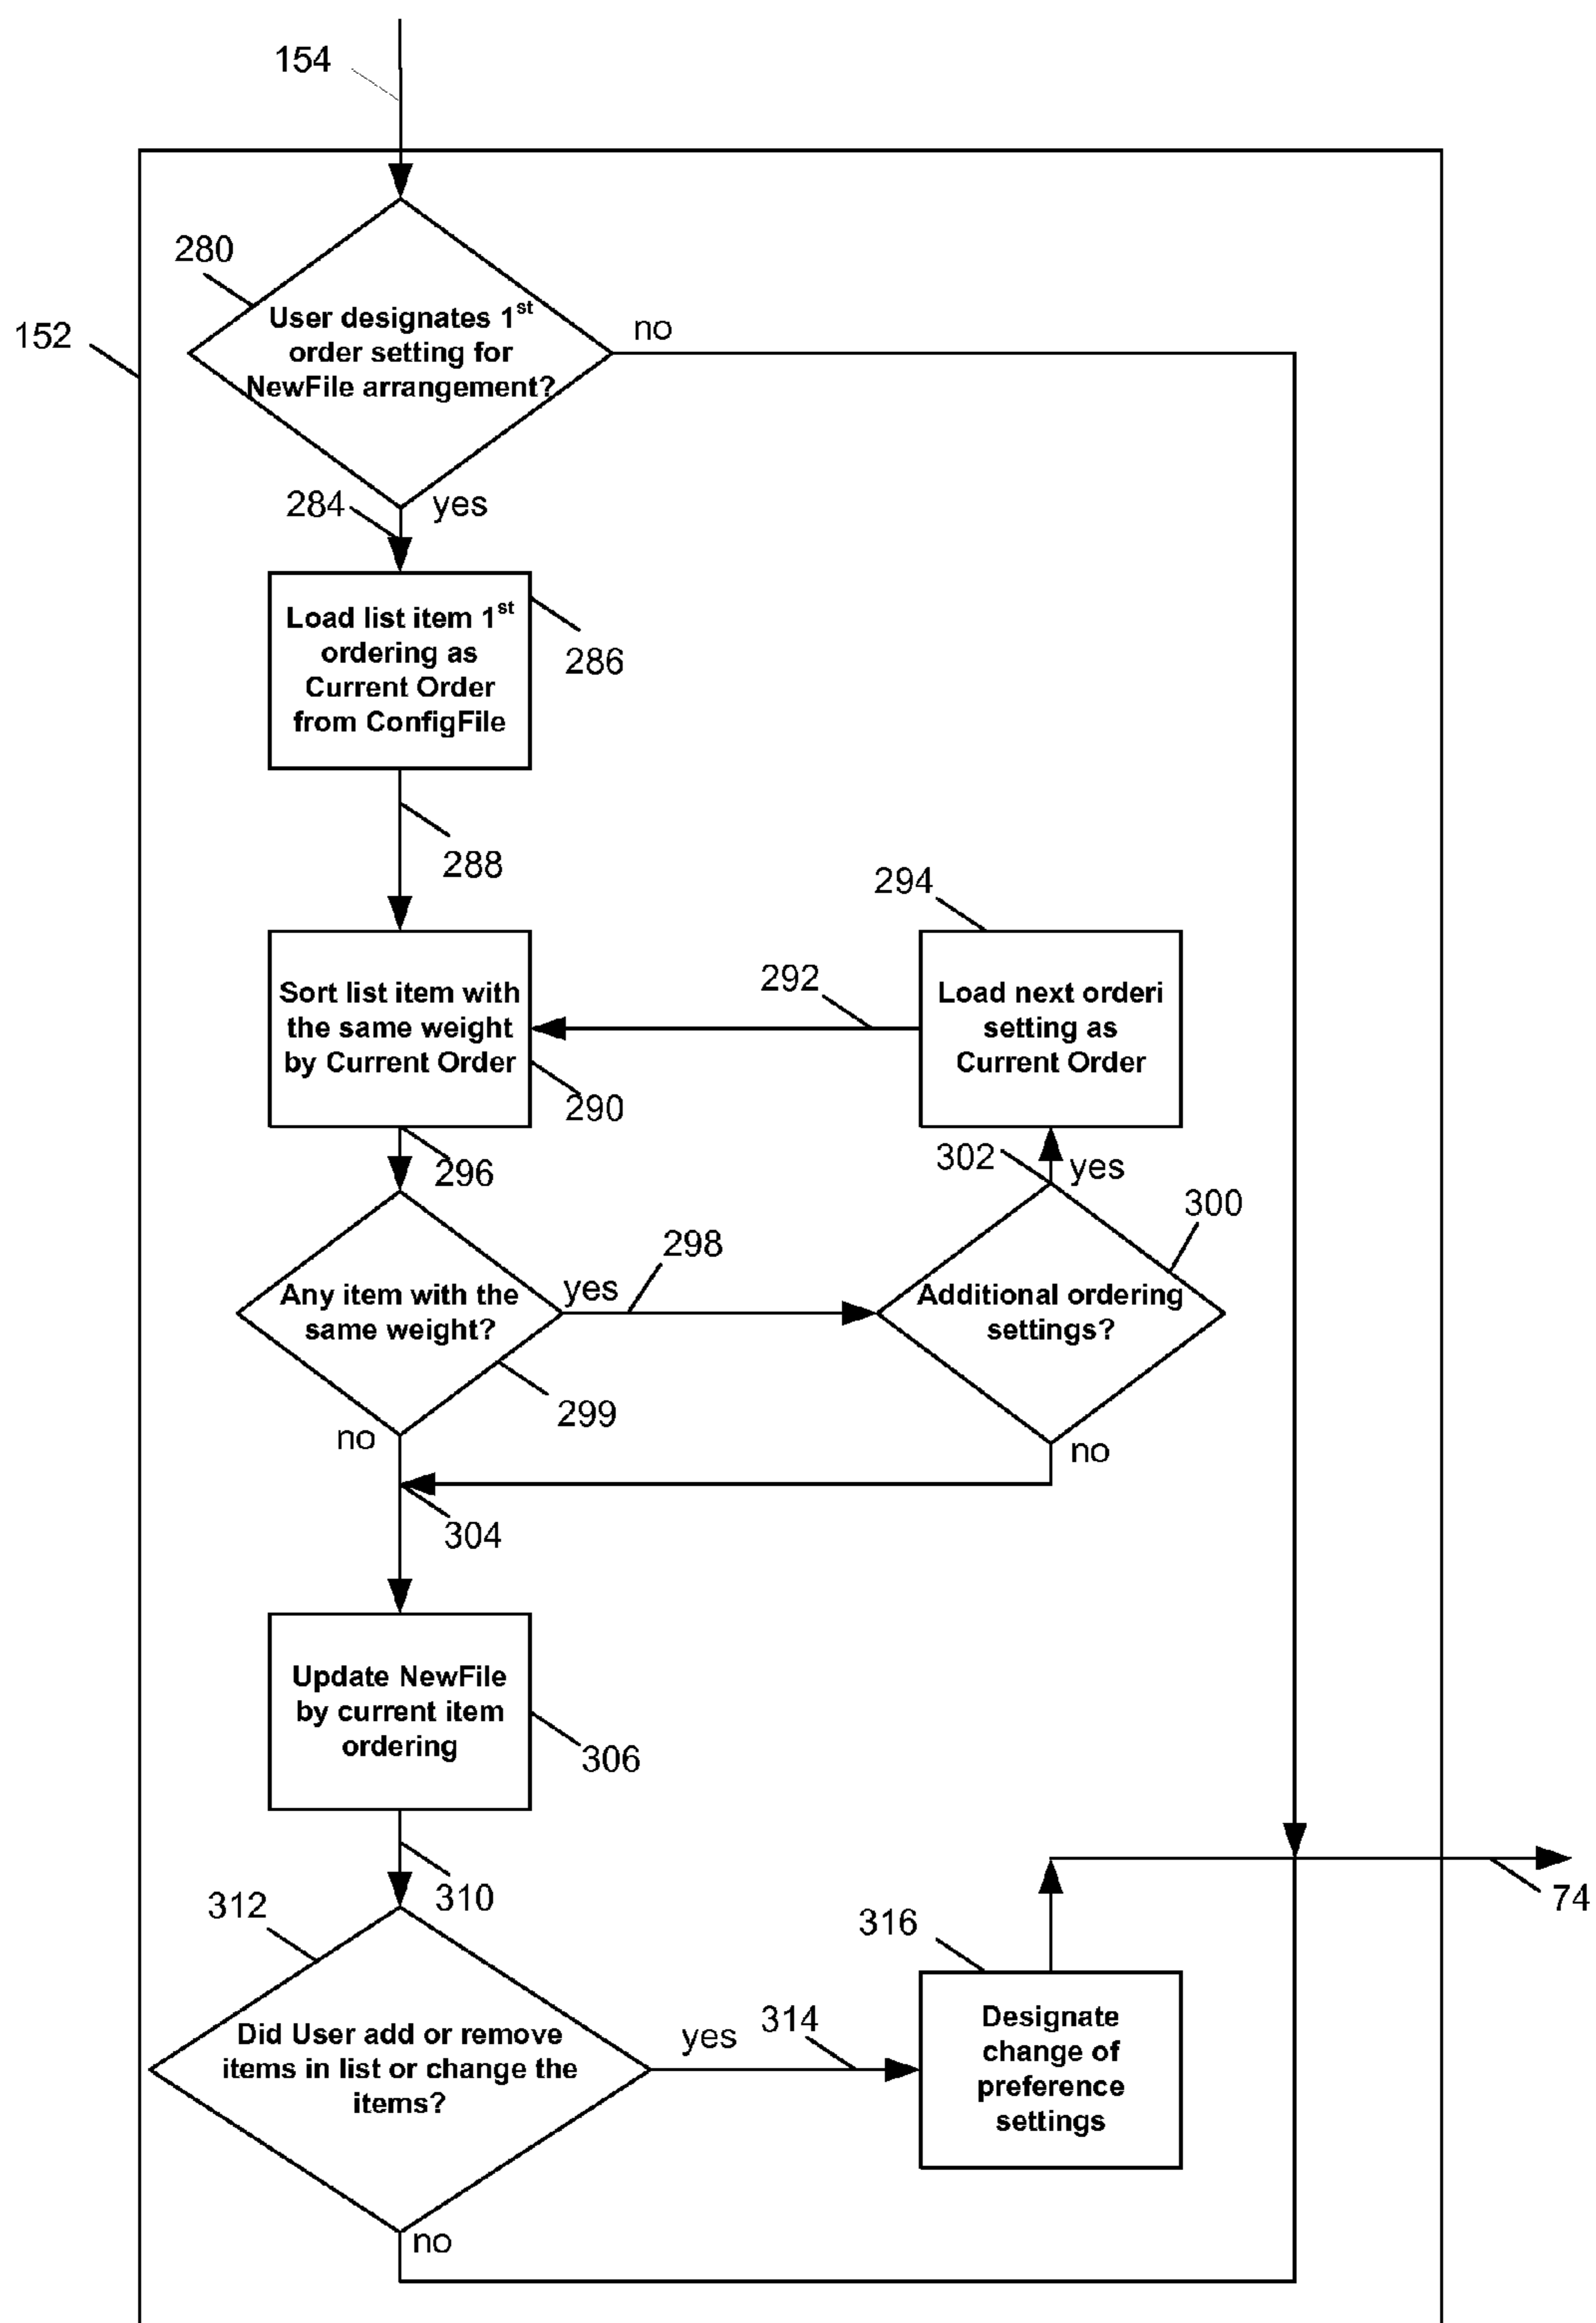 154
280
User designates 1st
order setting for
NewFile arrangement?
no
152
284
yes
Load list item 1st
ordering as
Current Order
from ConfigFile
286
288
294
Sort list item with
the same weight
by Current Order
292
Load next orderi
setting as
Current Order
290
296
302
yes
300
298
Any item with the
same weight?
yes
Additional ordering
settings?
299
no
no
304
Update NewFile
by current item
ordering
306
310
74
312
316
Did User add or remove
items in list or change the
items?
yes
314
Designate
change of
preference
settings
no